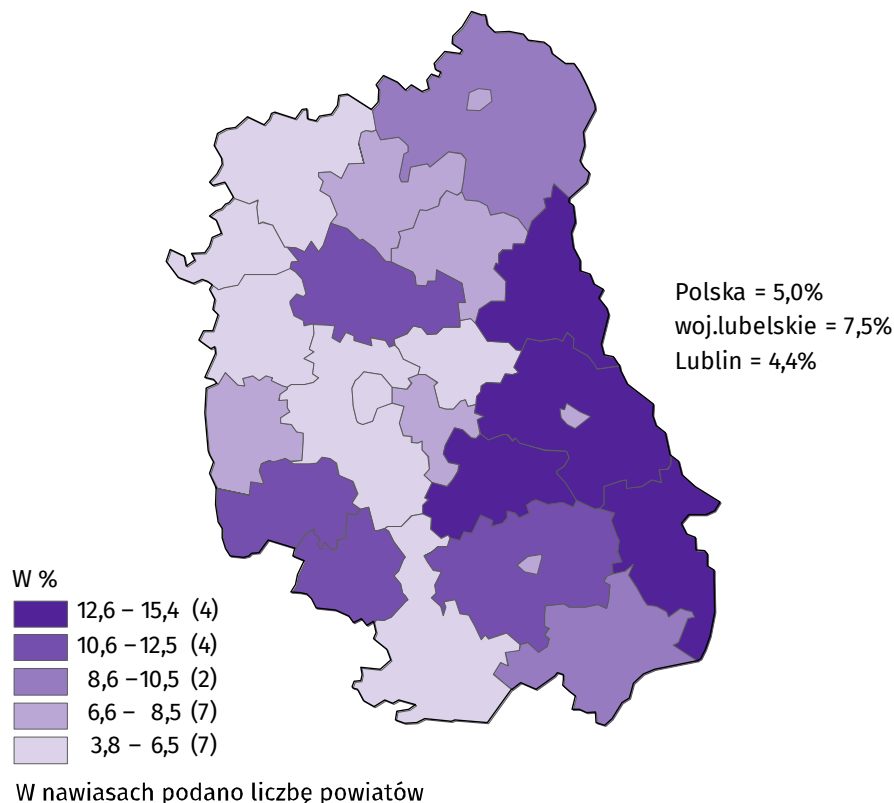 Polska = 5,0%
woj.lubelskie = 7,5%
Lublin = 4,4%
W %
12,6 – 15,4 (4)
10,6 –12,5 (4)
8,6 –10,5 (2)
6,6 – 8,5 (7)
3,8 – 6,5 (7)
W nawiasach podano liczbę powiatów